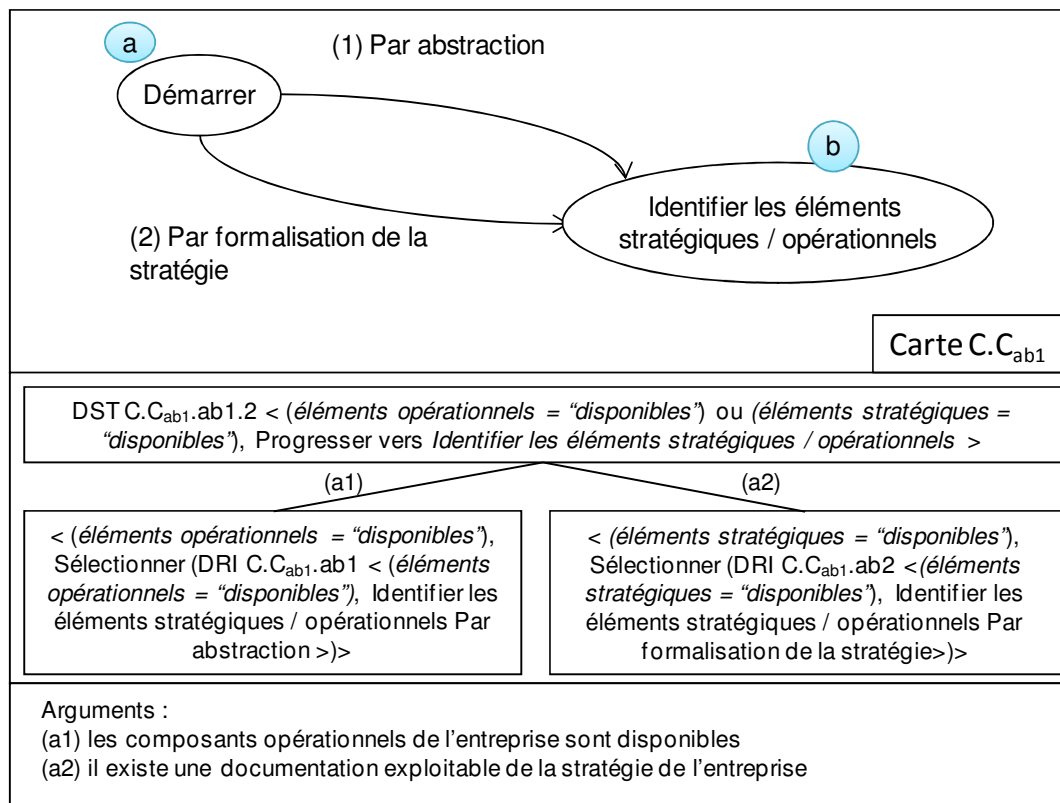 a
(1) Par abstraction
Démarrer
b
Identifier les éléments
stratégiques / opérationnels
(2) Par formalisation de la
stratégie
Carte C.C_ab1
DST C.C_ab1.ab1.2 < (éléments opérationnels = “disponibles”) ou (éléments stratégiques =
“disponibles”), Progresser vers Identifier les éléments stratégiques / opérationnels >
(a1)
(a2)
< (éléments opérationnels = “disponibles”),
Sélectionner (DRI C.C_ab1.ab1 < (éléments
opérationnels = “disponibles”), Identifier les
éléments stratégiques / opérationnels Par
abstraction >)>
< (éléments stratégiques = “disponibles”),
Sélectionner (DRI C.C_ab1.ab2 <(éléments
stratégiques = “disponibles”), Identifier les
éléments stratégiques / opérationnels Par
formalisation de la stratégie>)>
Arguments :
(a1) les composants opérationnels de l’entreprise sont disponibles
(a2) il existe une documentation exploitable de la stratégie de l’entreprise